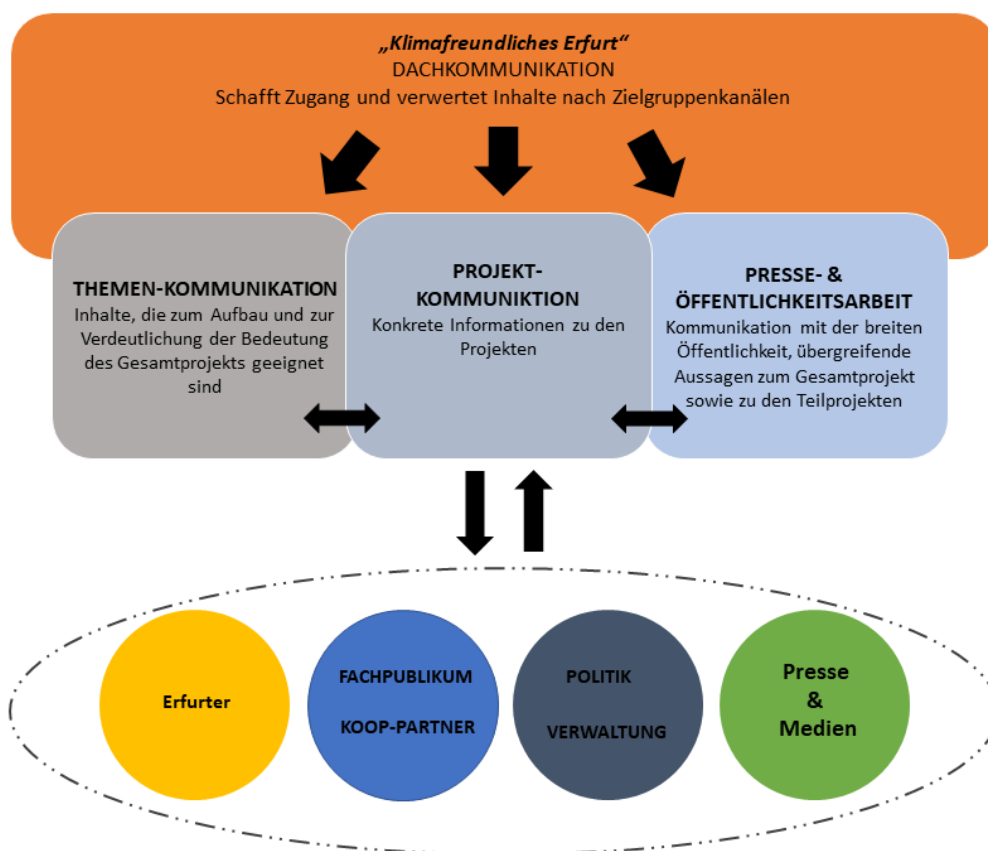 „Klimafreundliches Erfurt“
DACHKOMMUNIKATION
Schafft Zugang und verwertet Inhalte nach Zielgruppenkanälen
THEMEN-KOMMUNIKATION
Inhalte, die zum Aufbau und zur
Verdeutlichung der Bedeutung
des Gesamtprojekts geeignet
sind
PROJEKT-
KOMMUNIKTION
Konkrete Informationen zu den
Projekten
PRESSE- &
ÖFFENTLICHKEITSARBEIT
Kommunikation mit der breiten
Öffentlichkeit, übergreifende
Aussagen zum Gesamtprojekt
sowie zu den Teilprojekten
Erfurter
FACHPUBLIKUM
KOOP-PARTNER
POLITIK
VERWALTUNG
Presse
&
Medien